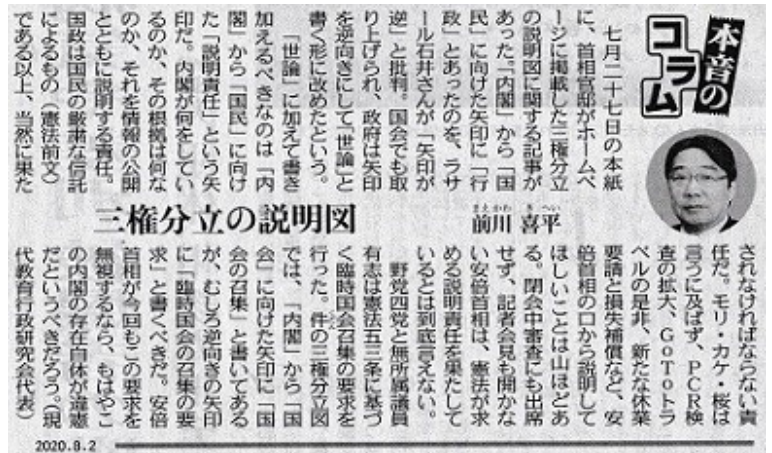 本音の
コラム
三権分立の説明図
まえかわ きへい
前川 喜平
七月二十七日の本紙
に、首相官邸がホームペ
ージに掲載した三権分立
の説明図に関する記事が
あった。「内閣」から「国
民」に向けた矢印に「行
政」とあったのを、ラサ
ール石井さんが「矢印が
逆」と批判。国会でも取
り上げられ、政府は矢印
を逆向きにして「世論」と
書く形に改めたという。
「世論」に加えて書き
加えるべきなのは「内
閣」から「国民」に向け
た「説明責任」という矢
印だ。内閣が何をしてい
るのか、その根拠は何な
のか、それを情報の公開
とともに説明する責任。
国政は国民の厳粛な信託
によるもの（憲法前文）
である以上、当然に果た
されなければならない責
任だ。モリ・カケ・桜は
言うに及ばず、PCR検
査の拡大、GoToトラ
ベルの是非、新たな休業
要請と損失補償など、安
倍首相の口から説明して
ほしいことは山ほどあ
る。閉会中審査にも出席
せず、記者会見も開かな
い安倍首相は、憲法が求
める説明責任を果たして
いるとは到底言えない。
野党四党と無所属議員
有志は憲法五三条に基づ
く臨時国会召集の要求を
行った。件の三権分立図
では、「内閣」から「国
会」に向けた矢印に「国
会の召集」と書いてある
が、むしろ逆向きの矢印
に「臨時国会の召集の要
求」と書くべきだ。安倍
首相が今回もこの要求を
無視するなら、もはやこ
の内閣の存在自体が違憲
だというべきだろう。（現
代教育行政研究会代表）
2020.8.2